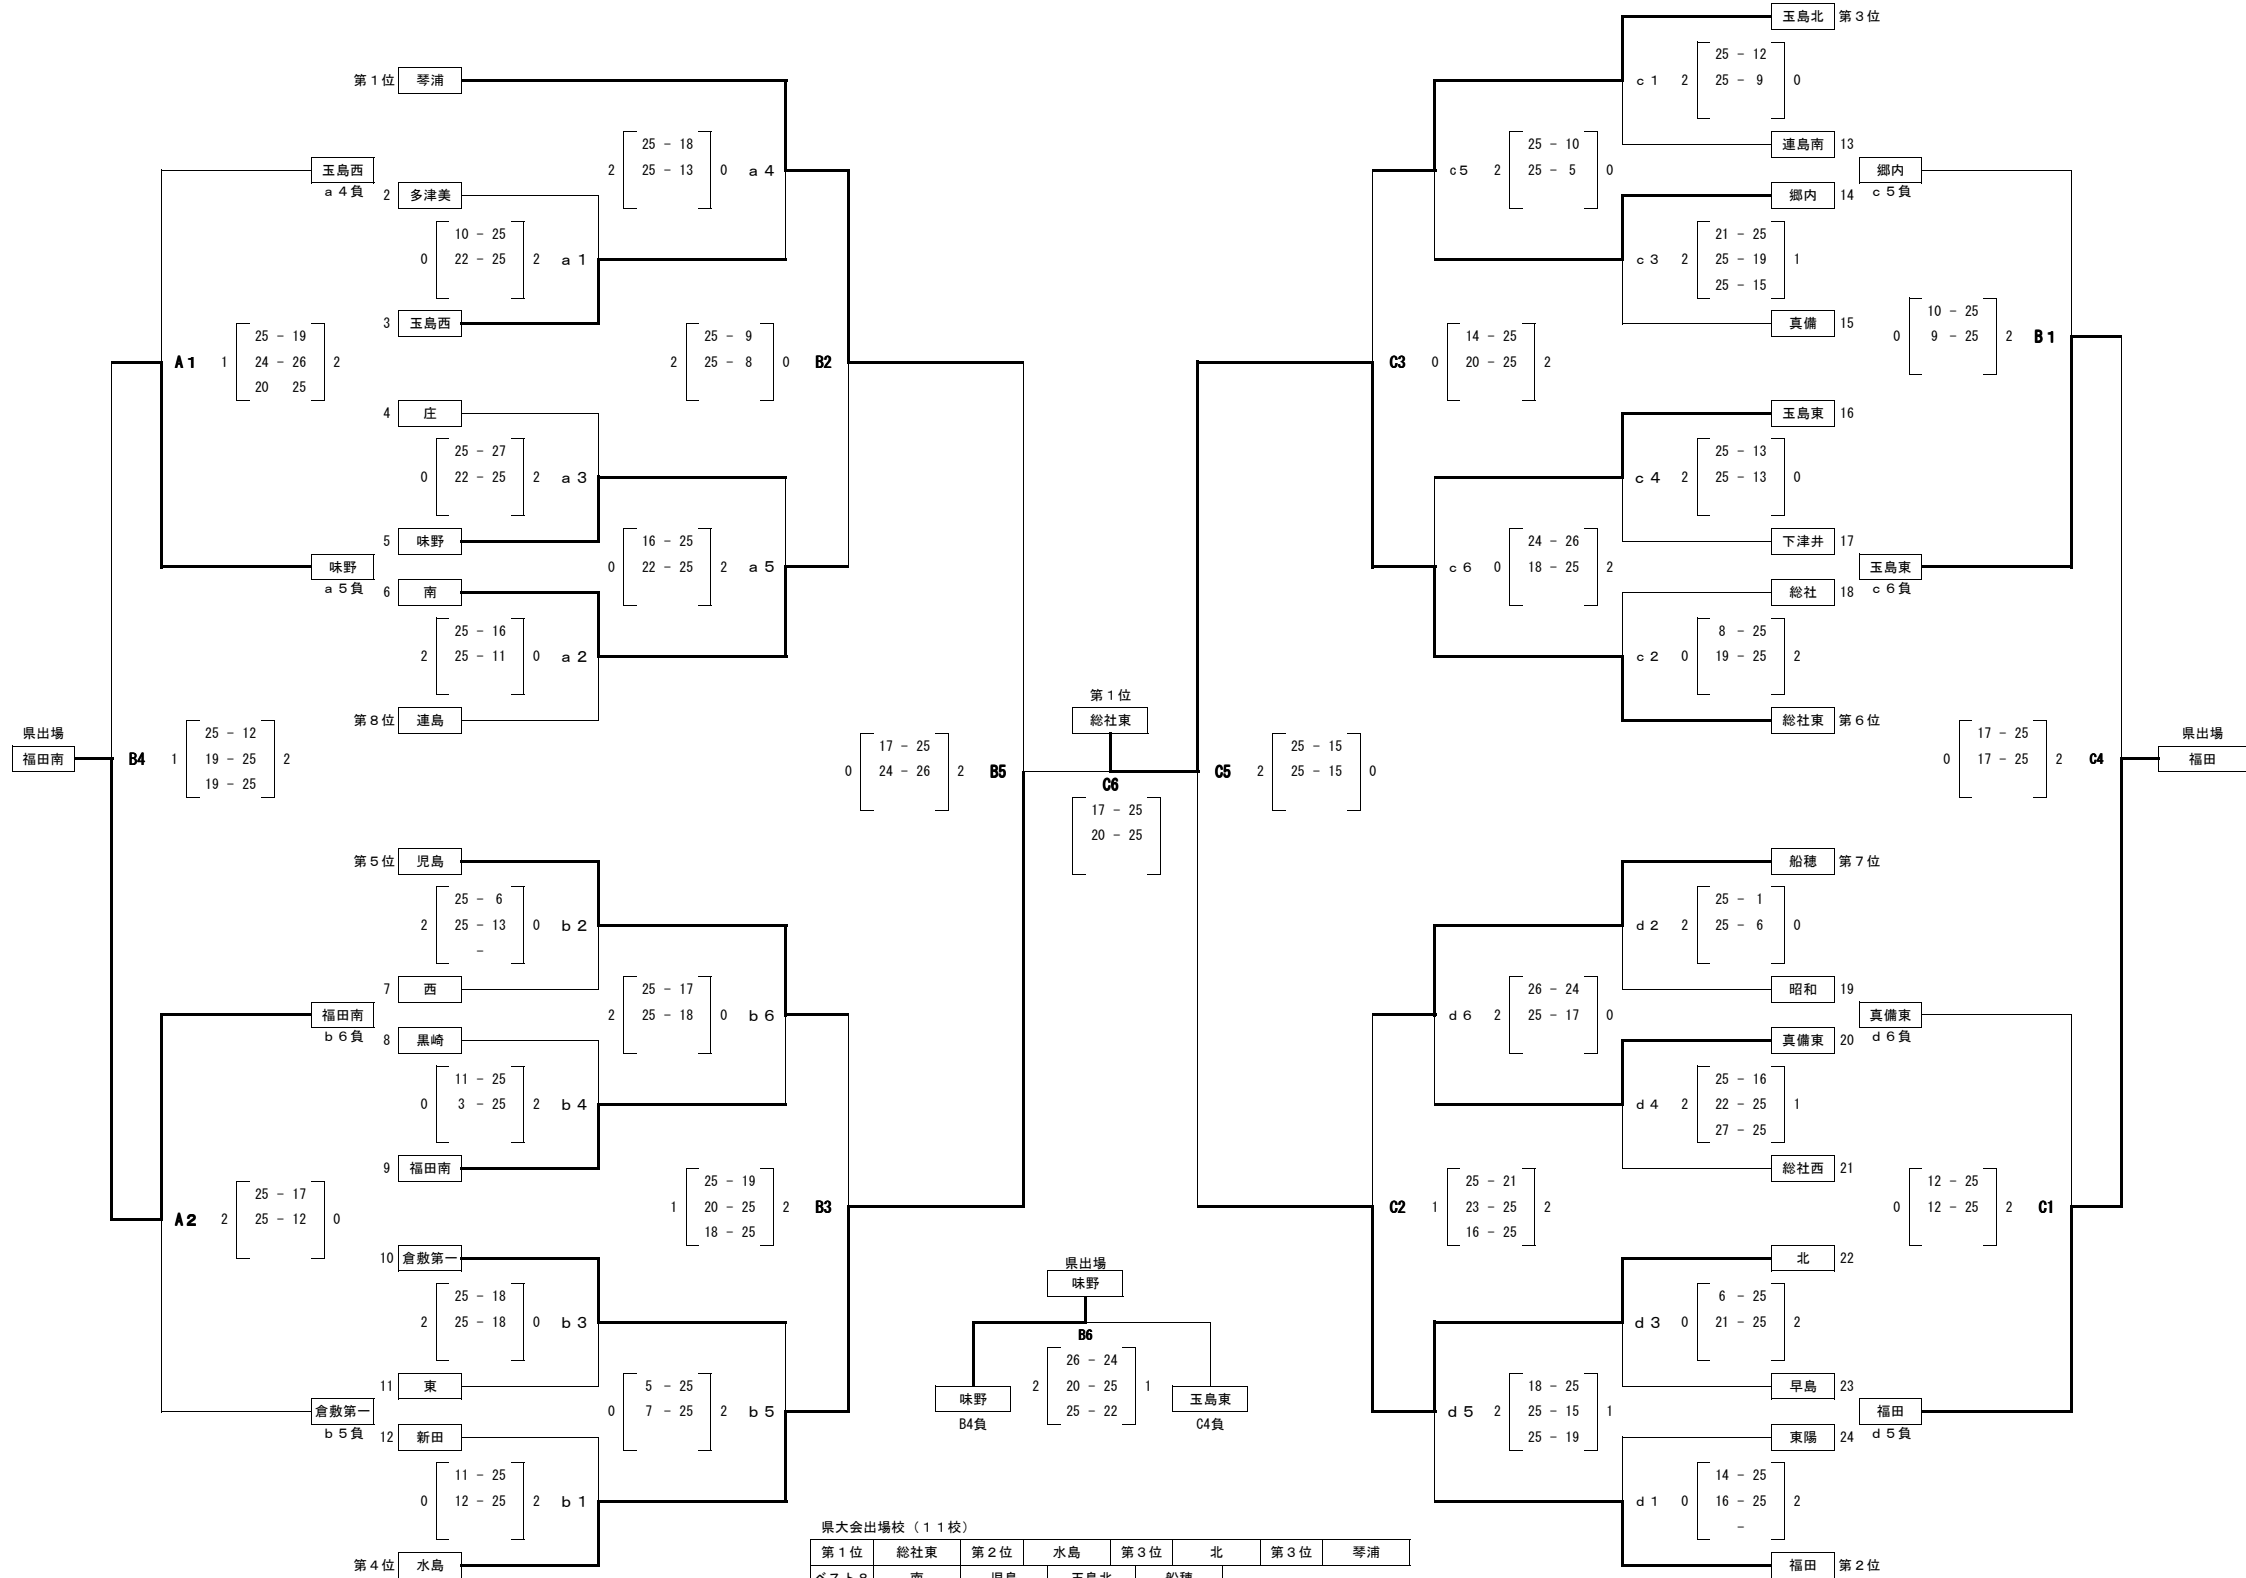 玉島北 第３位
25 - 12
ｃ１ 2 25 - 9 0
連島南 13
第１位 琴浦
25 - 18
2 25 - 13 0 ａ４
玉島西
ａ４負
2 多津美
10 - 25
0 22 - 25 2 ａ１
3 玉島西
25 - 19
A１ 1 24 - 26 2
20 25
25 - 9
2 25 - 8 0 B2
4 庄
25 - 27
0 22 - 25 2 ａ３
5 味野
味野
ａ５負
16 - 25
0 22 - 25 2 ａ５
6 南
25 - 16
2 25 - 11 0 ａ２
第８位 連島
県出場
福田南
B4 1 25 - 12
19 - 25 2
19 - 25
17 - 25
0 24 - 26 2 B5
第５位 児島
25 - 6
2 25 - 13 0 ｂ２
-
7 西
福田南
ｂ６負
25 - 17
2 25 - 18 0 ｂ６
8 黒崎
11 - 25
0 3 - 25 2 ｂ４
9 福田南
25 - 17
A２ 2 25 - 12 0
25 - 19
1 20 - 25 2 B3
18 - 25
10 倉敷第一
25 - 18
2 25 - 18 0 ｂ３
11 東
倉敷第一
ｂ５負
5 - 25
0 7 - 25 2 ｂ５
12 新田
11 - 25
0 12 - 25 2 ｂ１
第４位 水島
第１位
総社東
C6
17 - 25
20 - 25
25 - 10
ｃ５ 2 25 - 5 0
郷内
ｃ５負
郷内 14
21 - 25
ｃ３ 2 25 - 19 1
25 - 15
真備 15
14 - 25
C3 0 20 - 25 2
10 - 25
0 9 - 25 2 B１
玉島東 16
25 - 13
ｃ４ 2 25 - 13 0
下津井 17
24 - 26
ｃ６ 0 18 - 25 2
玉島東
ｃ６負
総社 18
8 - 25
ｃ２ 0 19 - 25 2
総社東 第６位
25 - 15
C5 2 25 - 15 0
17 - 25
0 17 - 25 2 C4
県出場
福田
船穂 第７位
25 - 1
ｄ２ 2 25 - 6 0
昭和 19
26 - 24
ｄ６ 2 25 - 17 0
真備東
ｄ６負
真備東 20
25 - 16
ｄ４ 2 22 - 25 1
27 - 25
総社西 21
25 - 21
C2 1 23 - 25 2
16 - 25
12 - 25
0 12 - 25 2 C1
北 22
6 - 25
ｄ３ 0 21 - 25 2
早島 23
18 - 25
ｄ５ 2 25 - 15 1
25 - 19
福田
ｄ５負
東陽 24
14 - 25
ｄ１ 0 16 - 25 2
-
福田 第２位
県出場
味野
B6
26 - 24
2 20 - 25 1
25 - 22
味野 玉島東
B4負 C4負
県大会出場校（１１校）
第１位 総社東 第２位 水島 第３位 北 第３位 琴浦
ベスト８ 南 児島 玉島北 船穂